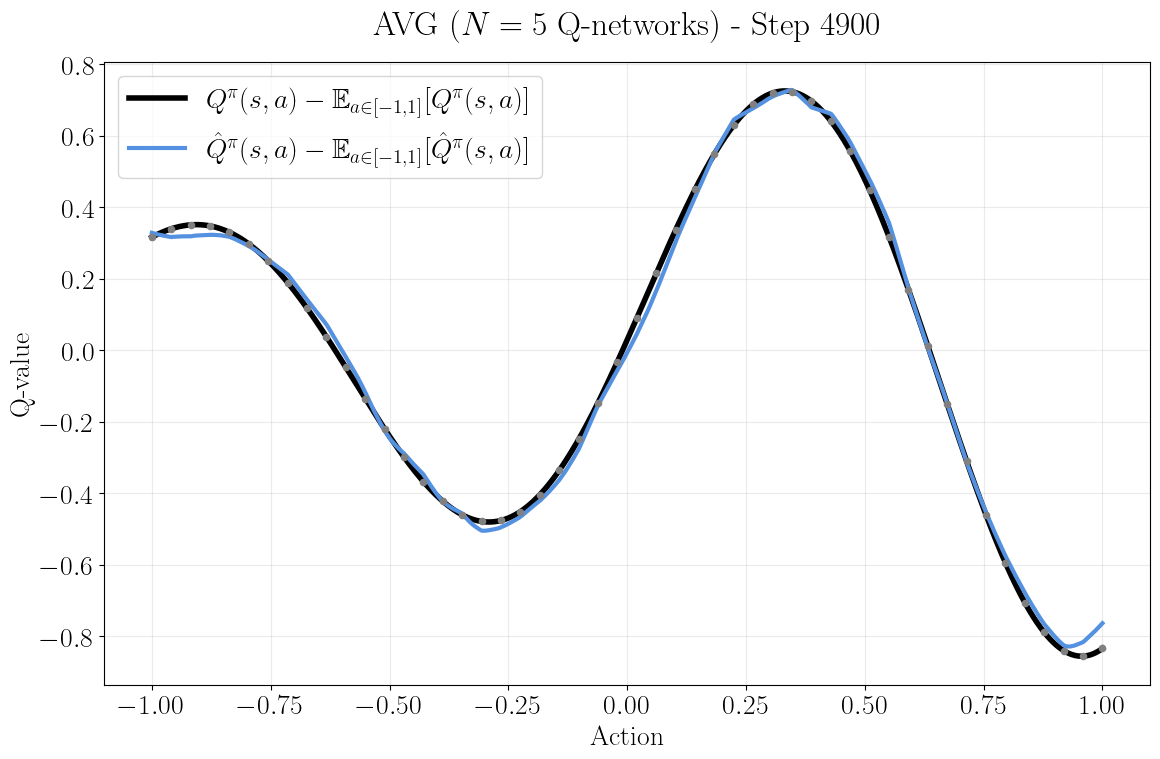 AVG (N = 5 Q-networks) - Step 4900
Q^π(s, a) − 𝔼_{a∈[−1,1]}[Q^π(s, a)]
Q̂^π(s, a) − 𝔼_{a∈[−1,1]}[Q̂^π(s, a)]
Q-value
0.8
0.6
0.4
0.2
0.0
−0.2
−0.4
−0.6
−0.8
−1.00 −0.75 −0.50 −0.25 0.00 0.25 0.50 0.75 1.00
Action